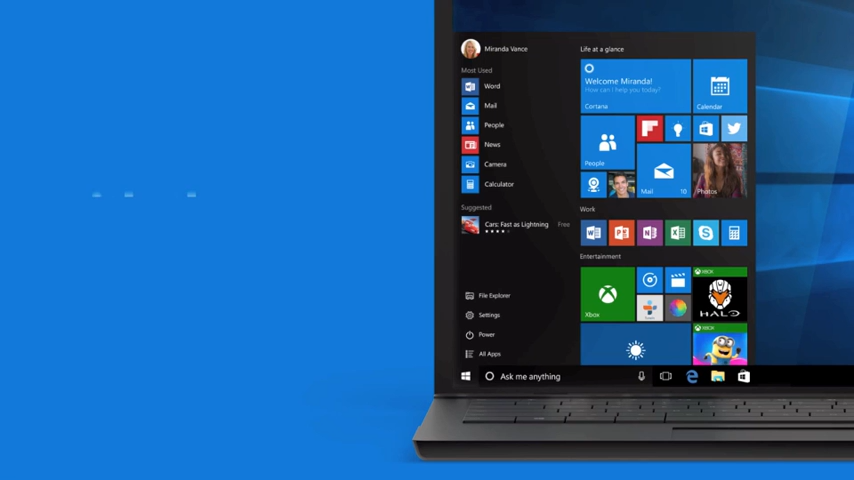 Miranda Vance
Most Used
Word
Mail
People
News
Camera
Calculator
Suggested
Cars: Fast as Lightning Free
File Explorer
Settings
Power
All Apps
Life at a glance
Welcome Miranda!
How can I help you today?
Cortana
Calendar
People
Mail 10
Photos
Work
Entertainment
Xbox
XBOX
HALO
XBOX
Ask me anything